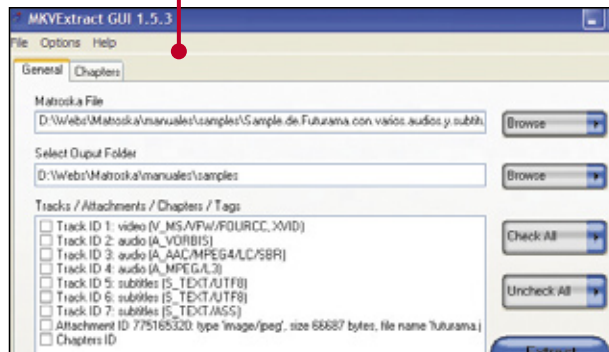 MKVExtract GUI 1.5.3
File Options Help
General Chapters
Matroska File
D:\Webs\Matroska\manuales\samples\Sample.de.Futurama.con.varios.audios.y.subtít.
Browse
Select Ouput Folder
D:\Webs\Matroska\manuales\samples
Browse
Tracks / Attachments / Chapters / Tags
Track ID 1: video (V_MS/VFW/FOURCC, XVID)
Track ID 2: audio (A_VORBIS)
Track ID 3: audio (A_AAC/MPEG4/LC/SBR)
Track ID 4: audio (A_MPEG/L3)
Track ID 5: subtitles (S_TEXT/UTF8)
Track ID 6: subtitles (S_TEXT/UTF8)
Track ID 7: subtitles (S_TEXT/ASS)
Attachment ID 775165320: type 'image/jpeg', size 66687 bytes, file name 'futurama.j
Chapters ID
Check All
Uncheck All
Extract